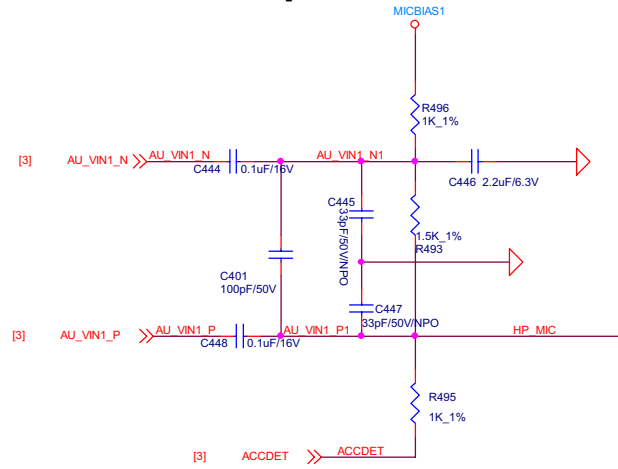 MICBIAS1
R496
1K_1%
[3]
AU_VIN1_N
AU_VIN1_N
AU_VIN1_N1
C444
0.1uF/16V
C446
2.2uF/6.3V
C445
33pF/50V/NPO
1.5K_1%
R493
C401
100pF/50V
C447
33pF/50V/NPO
[3]
AU_VIN1_P
AU_VIN1_P
AU_VIN1_P1
HP_MIC
C448
0.1uF/16V
R495
1K_1%
[3]
ACCDET
ACCDET